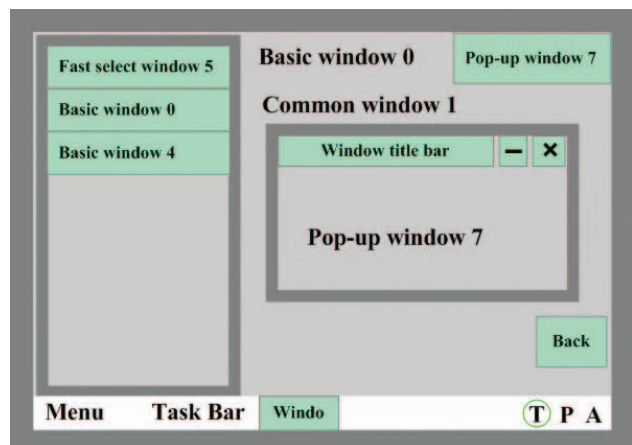 Fast select window 5
Basic window 0
Basic window 4
Basic window 0
Pop-up window 7
Common window 1
Window title bar
Pop-up window 7
Back
Menu
Task Bar
Windo
T P A